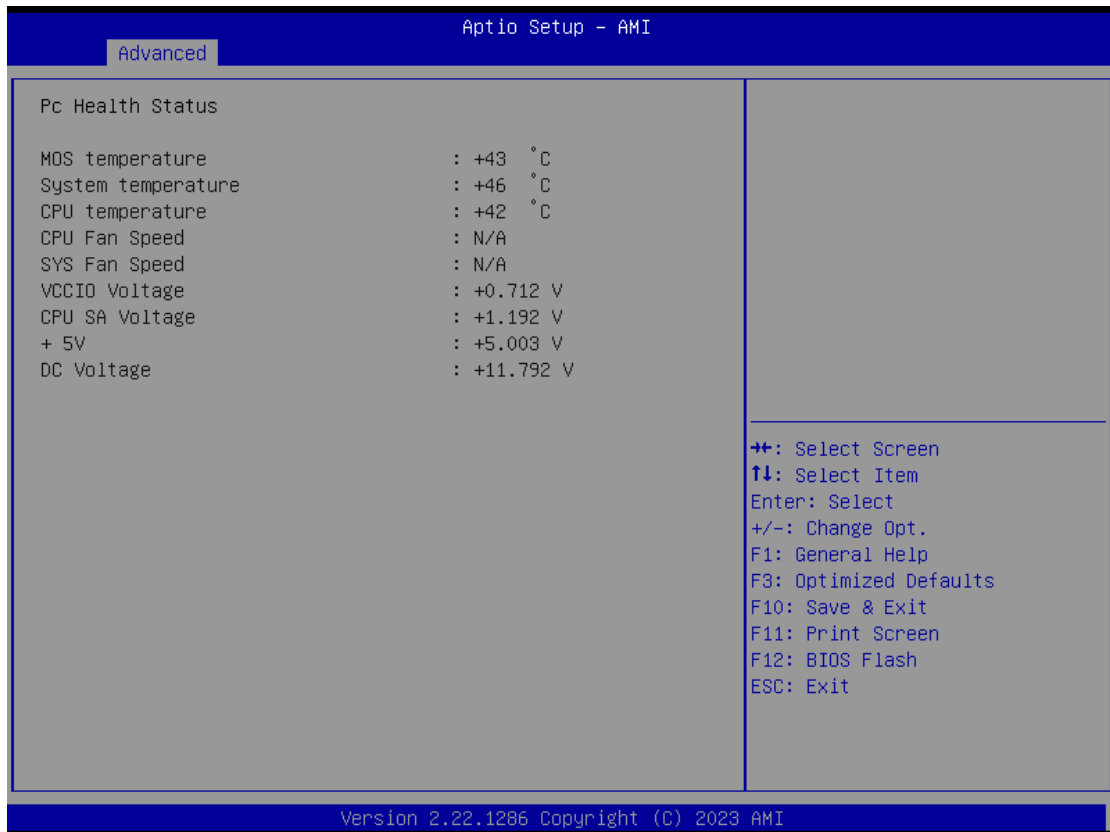 Aptio Setup – AMI
Advanced
Pc Health Status
MOS temperature : +43 °C
System temperature : +46 °C
CPU temperature : +42 °C
CPU Fan Speed : N/A
SYS Fan Speed : N/A
VCCIO Voltage : +0.712 V
CPU SA Voltage : +1.192 V
+ 5V : +5.003 V
DC Voltage : +11.792 V
→←: Select Screen
↑↓: Select Item
Enter: Select
+/-: Change Opt.
F1: General Help
F3: Optimized Defaults
F10: Save & Exit
F11: Print Screen
F12: BIOS Flash
ESC: Exit
Version 2.22.1286 Copyright (C) 2023 AMI